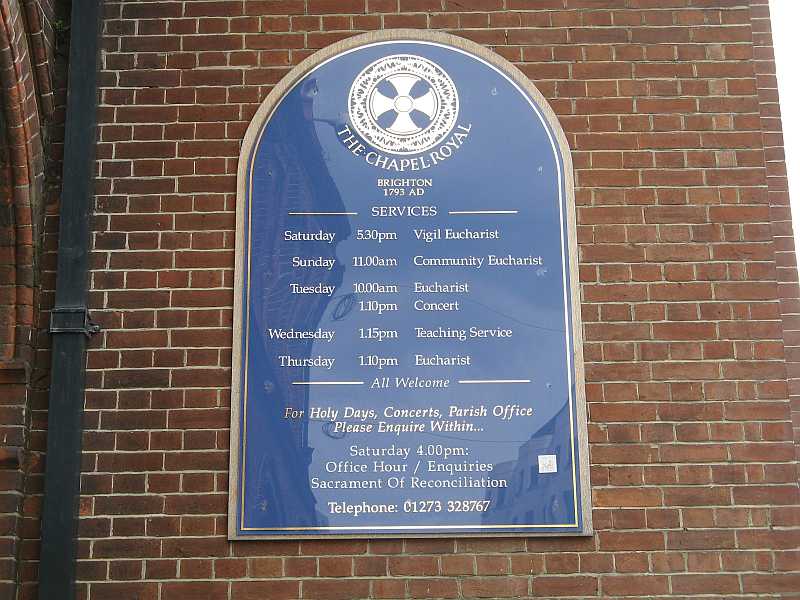 THE CHAPEL ROYAL
BRIGHTON
1793 AD
SERVICES
Saturday 5.30pm Vigil Eucharist
Sunday 11.00am Community Eucharist
Tuesday 10.00am Eucharist
1.10pm Concert
Wednesday 1.15pm Teaching Service
Thursday 1.10pm Eucharist
All Welcome
For Holy Days, Concerts, Parish Office
Please Enquire Within...
Saturday 4.00pm:
Office Hour / Enquiries
Sacrament Of Reconciliation
Telephone: 01273 328767